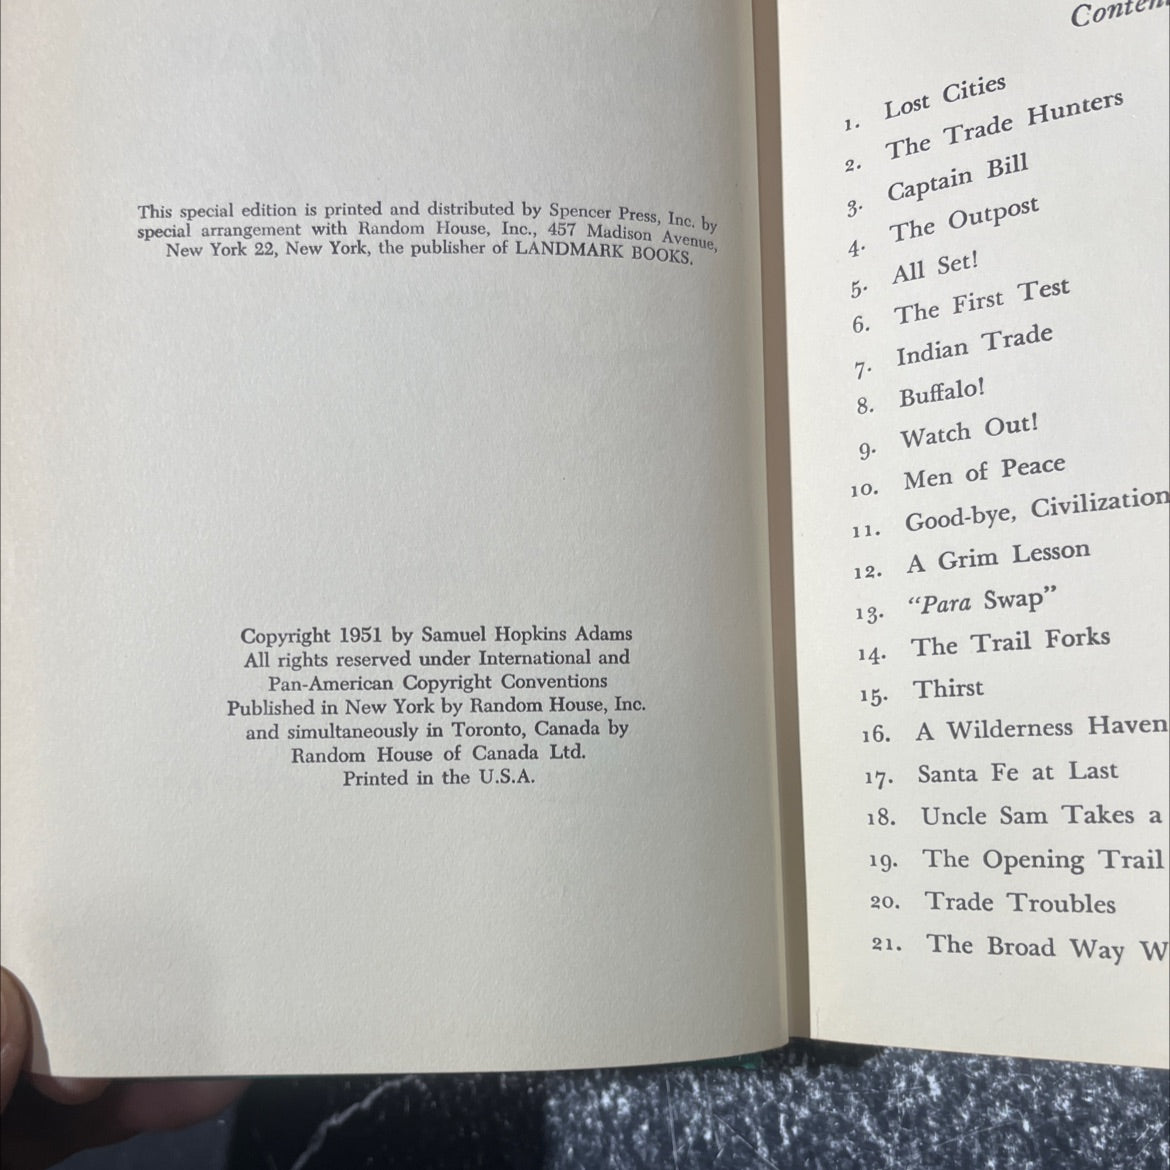 This special edition is printed and distributed by Spencer Press, Inc. by
special arrangement with Random House, Inc., 457 Madison Avenue,
New York 22, New York, the publisher of LANDMARK BOOKS.
Copyright 1951 by Samuel Hopkins Adams
All rights reserved under International and
Pan-American Copyright Conventions
Published in New York by Random House, Inc.
and simultaneously in Toronto, Canada by
Random House of Canada Ltd.
Printed in the U.S.A.
1. Lost Cities
2. The Trade Hunters
3. Captain Bill
4. The Outpost
5. All Set!
6. The First Test
7. Indian Trade
8. Buffalo!
9. Watch Out!
10. Men of Peace
11. Good-bye, Civilization
12. A Grim Lesson
13. "Para Swap"
14. The Trail Forks
15. Thirst
16. A Wilderness Haven
17. Santa Fe at Last
18. Uncle Sam Takes a
19. The Opening Trail
20. Trade Troubles
21. The Broad Way